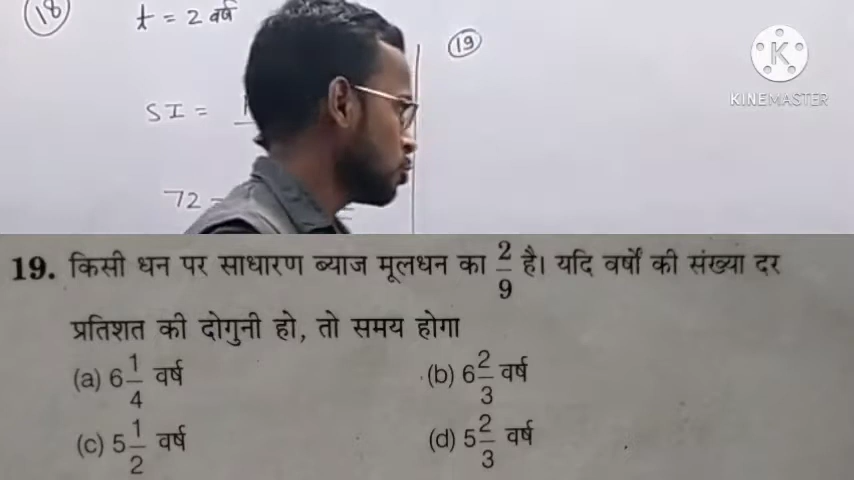 18
t = 2 वर्ष
19
KINEMASTER
SI =
72 =
19. किसी धन पर साधारण ब्याज मूलधन का 2/9 है। यदि वर्षों की संख्या दर
प्रतिशत की दोगुनी हो, तो समय होगा
(a) 6 1/4 वर्ष (b) 6 2/3 वर्ष
(c) 5 1/2 वर्ष (d) 5 2/3 वर्ष